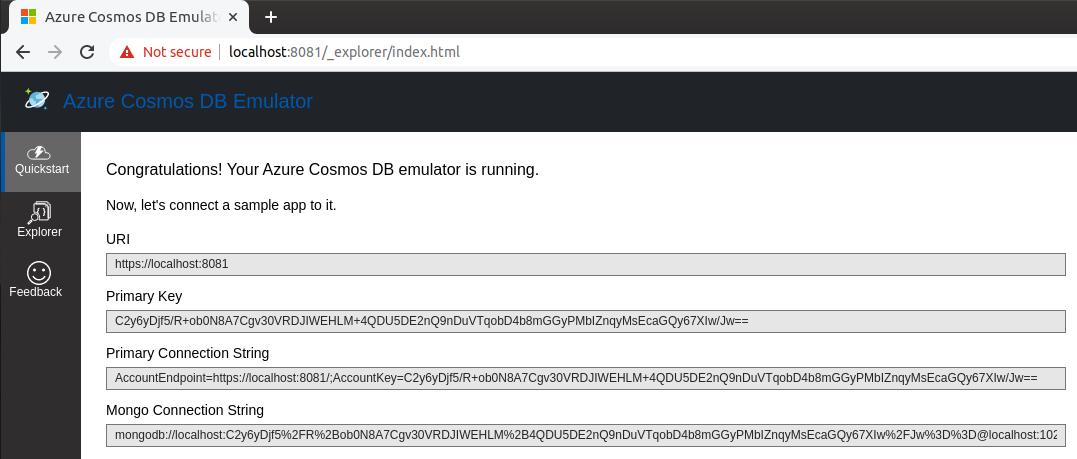 Azure Cosmos DB Emulat
Not secure localhost:8081/_explorer/index.html
Azure Cosmos DB Emulator
Quickstart
Explorer
Feedback
Congratulations! Your Azure Cosmos DB emulator is running.
Now, let's connect a sample app to it.
URI
https://localhost:8081
Primary Key
C2y6yDjf5/R+ob0N8A7Cgv30VRDJIWEHLM+4QDU5DE2nQ9nDuVTqobD4b8mGGyPMbIZnqyMsEcaGQy67XIw/Jw==
Primary Connection String
AccountEndpoint=https://localhost:8081/;AccountKey=C2y6yDjf5/R+ob0N8A7Cgv30VRDJIWEHLM+4QDU5DE2nQ9nDuVTqobD4b8mGGyPMbIZnqyMsEcaGQy67XIw/Jw==
Mongo Connection String
mongodb://localhost:C2y6yDjf5%2FR%2Bob0N8A7Cgv30VRDJIWEHLM%2B4QDU5DE2nQ9nDuVTqobD4b8mGGyPMbIZnqyMsEcaGQy67XIw%2FJw%3D%3D@localhost:102